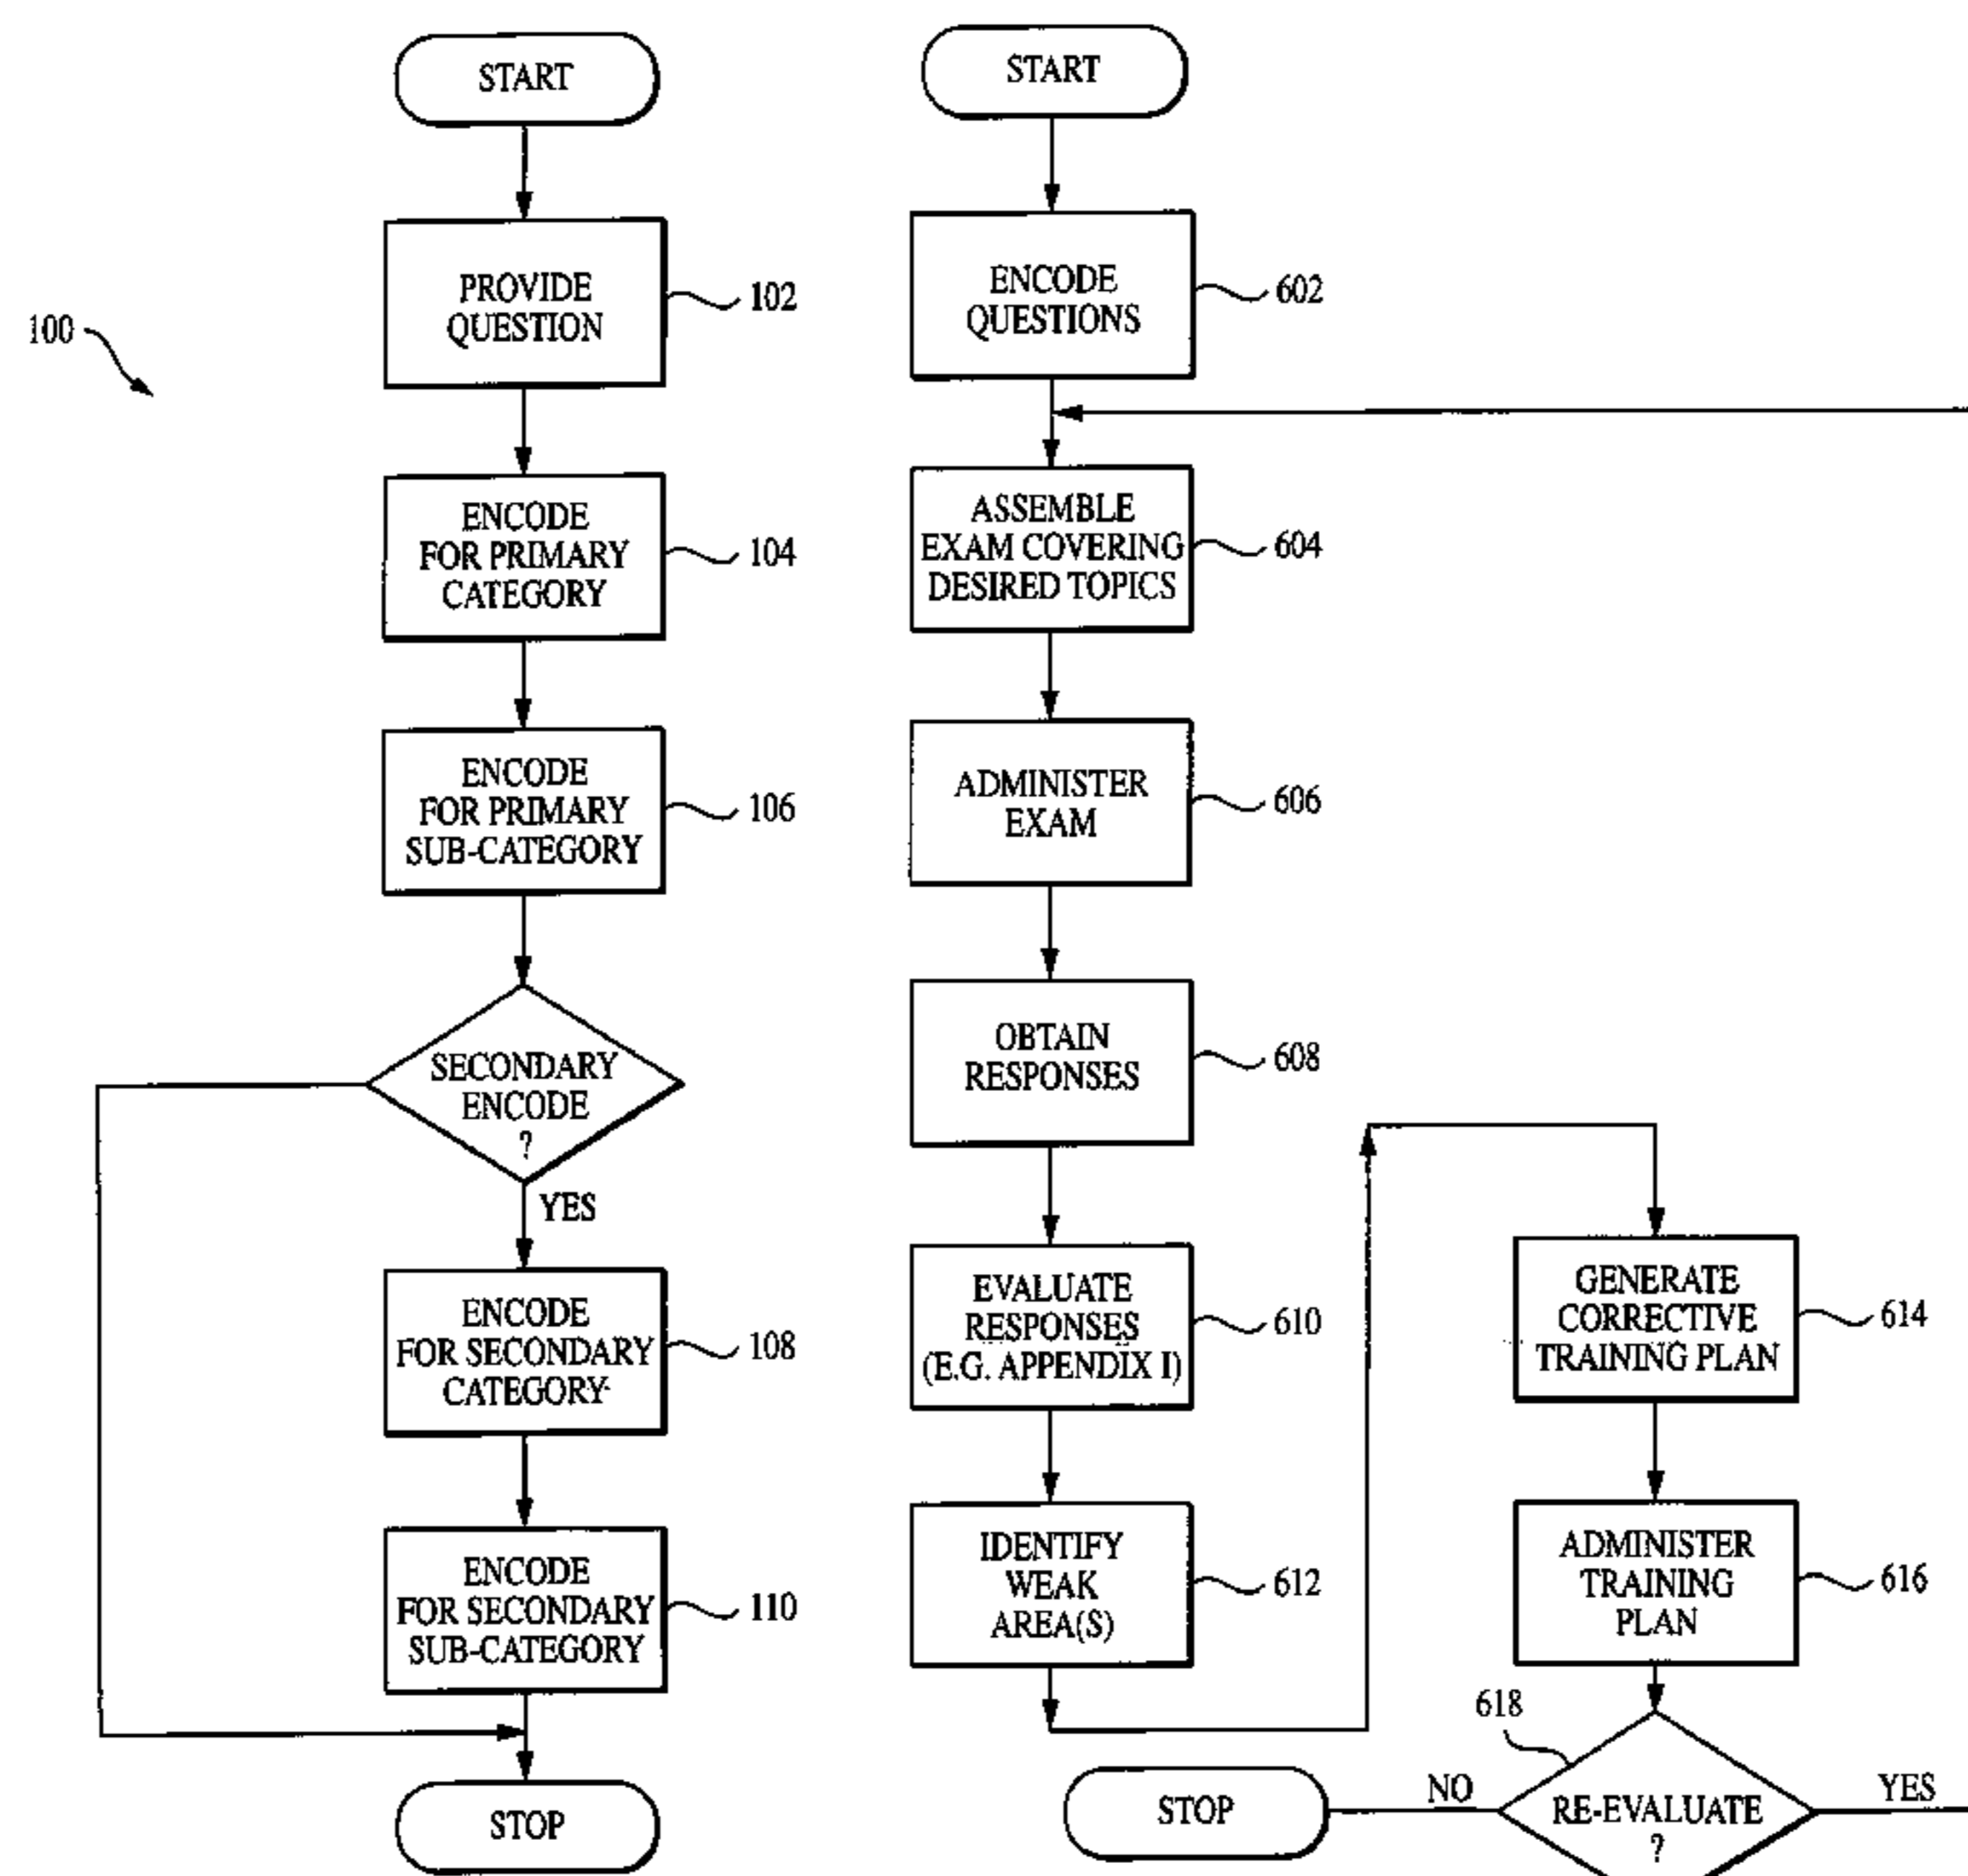 START
PROVIDE
QUESTION
102
100
ENCODE
FOR PRIMARY
CATEGORY
104
ENCODE
FOR PRIMARY
SUB-CATEGORY
106
SECONDARY
ENCODE
?
YES
ENCODE
FOR SECONDARY
CATEGORY
108
ENCODE
FOR SECONDARY
SUB-CATEGORY
110
STOP
START
ENCODE
QUESTIONS
602
ASSEMBLE
EXAM COVERING
DESIRED TOPICS
604
ADMINISTER
EXAM
606
OBTAIN
RESPONSES
608
EVALUATE
RESPONSES
(E.G. APPENDIX I)
610
IDENTIFY
WEAK
AREA(S)
612
GENERATE
CORRECTIVE
TRAINING PLAN
614
ADMINISTER
TRAINING
PLAN
616
618
RE-EVALUATE
?
YES
NO
STOP